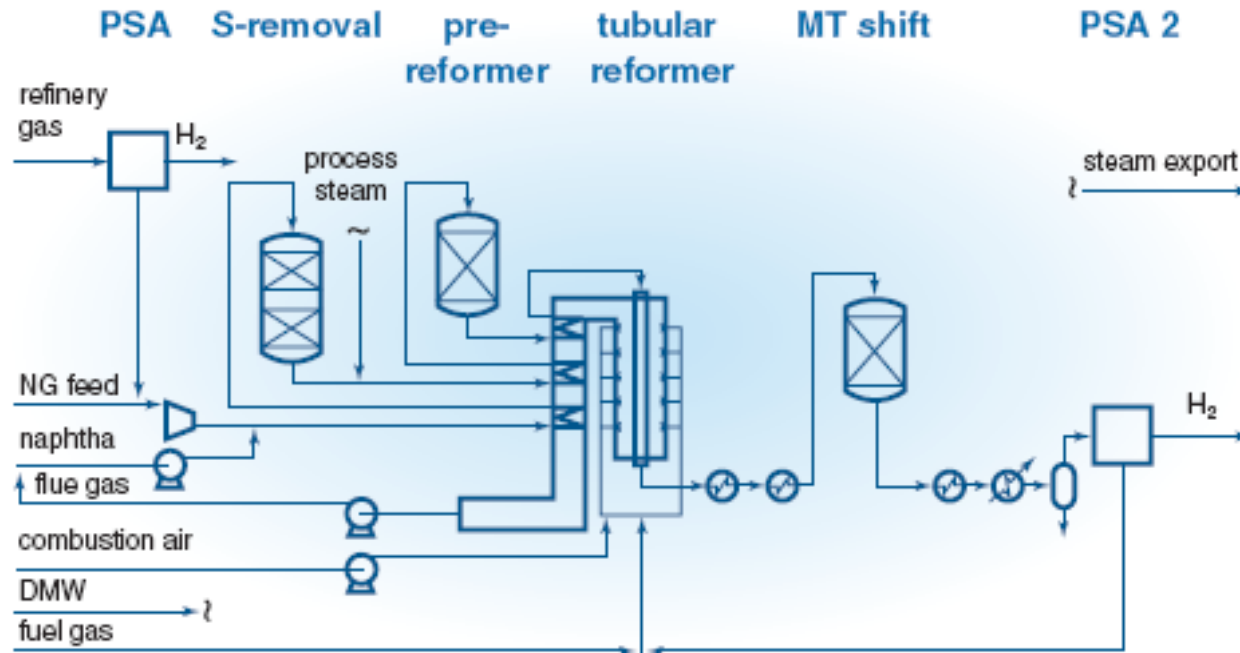 PSA
S-removal
pre-
reformer
tubular
reformer
MT shift
PSA 2
refinery
gas
H₂
process
steam
steam export
NG feed
naphtha
flue gas
combustion air
DMW
fuel gas
H₂